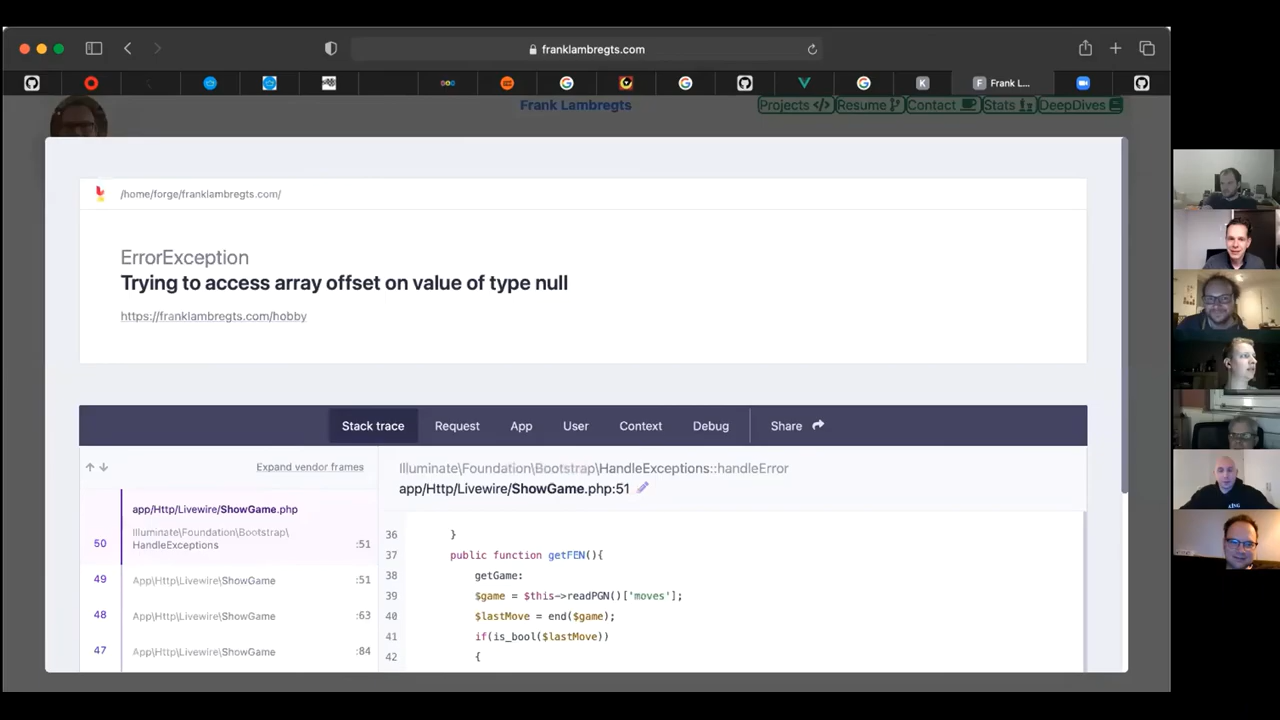 franklambregts.com
K
F Frank L...
Frank Lambregts
Projects </>
Resume
Contact
Stats
DeepDives
/home/forge/franklambregts.com/
ErrorException
Trying to access array offset on value of type null
https://franklambregts.com/hobby
Stack trace
Request
App
User
Context
Debug
Share
Expand vendor frames
app/Http/Livewire/ShowGame.php
Illuminate\Foundation\Bootstrap\
50 HandleExceptions :51
49 App\Http\Livewire\ShowGame :51
48 App\Http\Livewire\ShowGame :63
47 App\Http\Livewire\ShowGame :84
Illuminate\Foundation\Bootstrap\HandleExceptions::handleError
app/Http/Livewire/ShowGame.php:51
36 }
37 public function getFEN(){
38 getGame:
39 $game = $this->readPGN()['moves'];
40 $lastMove = end($game);
41 if(is_bool($lastMove))
42 {